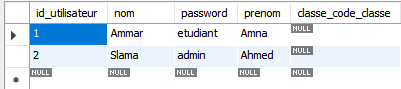 id_utilisateur nom password prenom classe_code_classe
1 Ammar etudiant Amna NULL
2 Slama admin Ahmed NULL
NULL NULL NULL NULL NULL